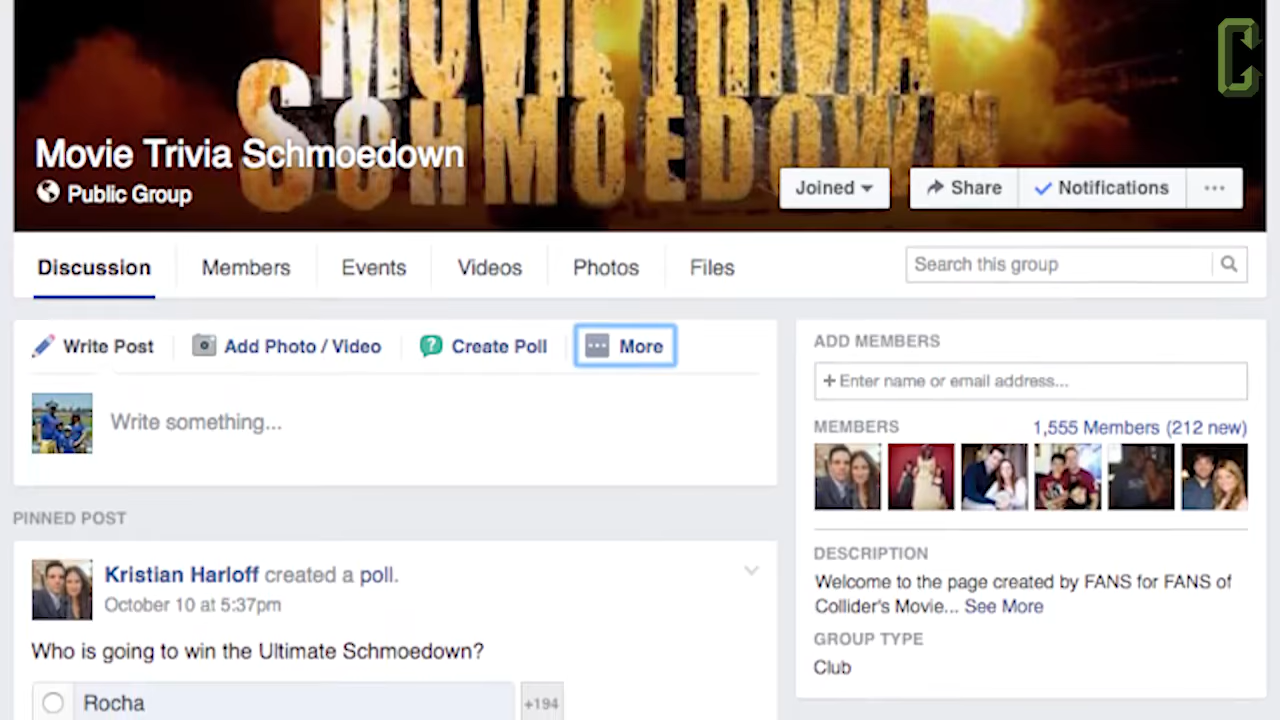 MOVIE TRIVIA
SCHMOEDOWN
Movie Trivia Schmoedown
Public Group
Joined
Share
Notifications
Discussion
Members
Events
Videos
Photos
Files
Search this group
Write Post
Add Photo / Video
Create Poll
More
Write something...
PINNED POST
Kristian Harloff created a poll.
October 10 at 5:37pm
Who is going to win the Ultimate Schmoedown?
Rocha
+194
ADD MEMBERS
+ Enter name or email address...
MEMBERS
1,555 Members (212 new)
DESCRIPTION
Welcome to the page created by FANS for FANS of
Collider's Movie... See More
GROUP TYPE
Club